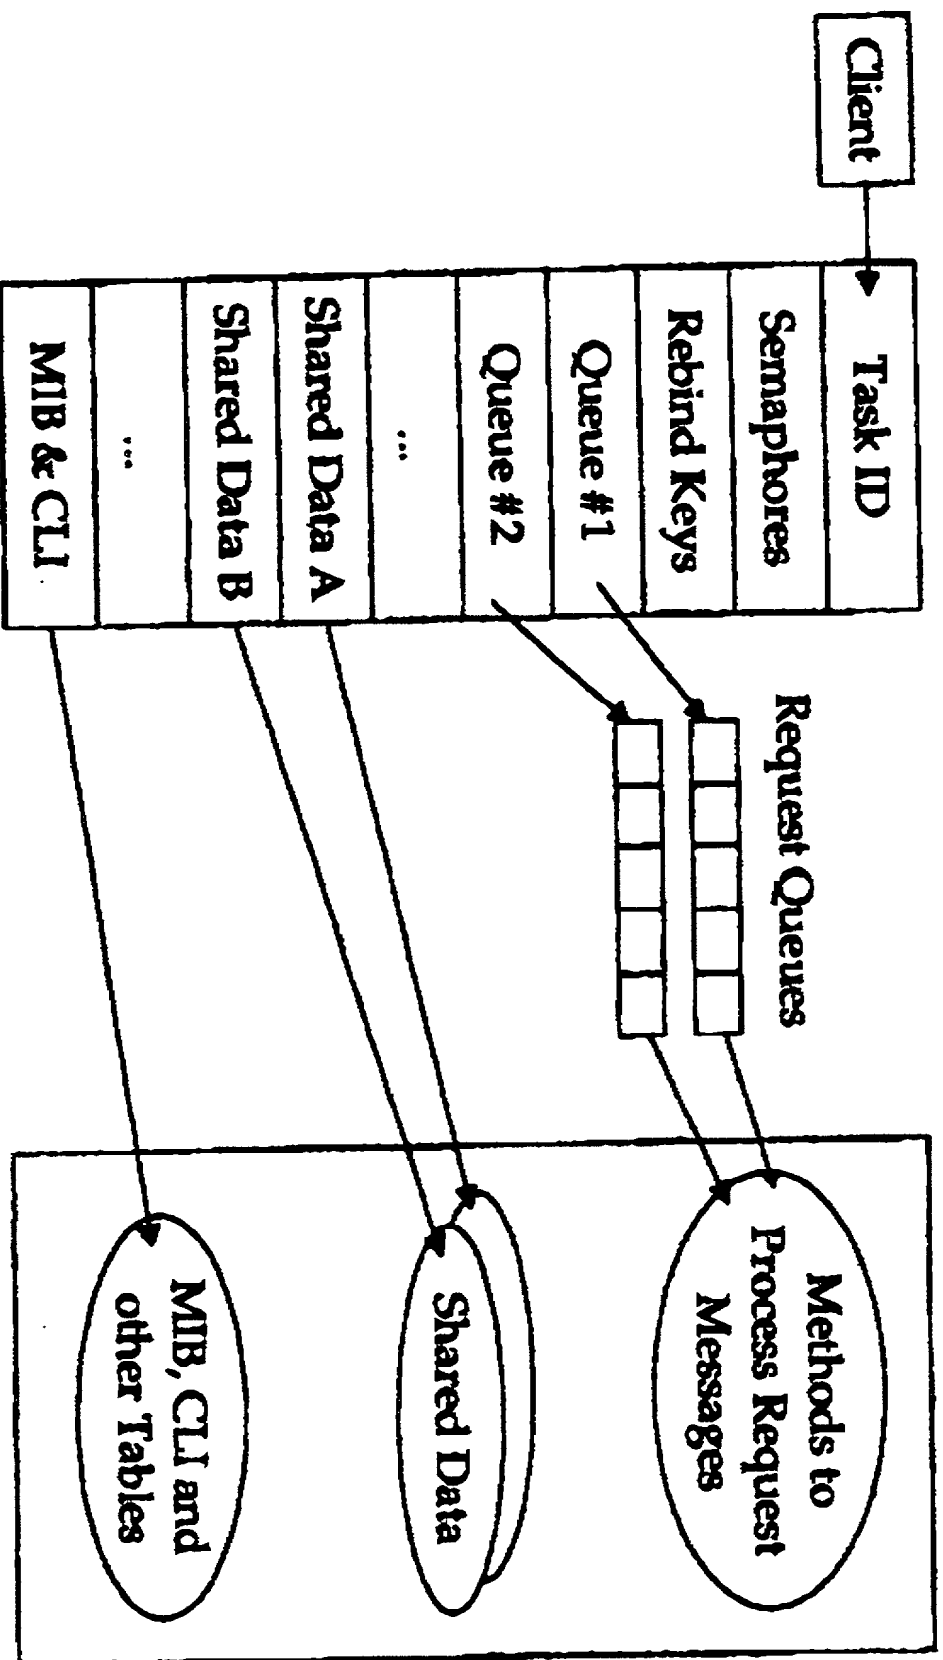 Client
Task ID
Semaphores
Rebind Keys
Queue #1
Queue #2
...
Shared Data A
Shared Data B
...
MIB & CLI
Request Queues
Methods to
Process Request
Messages
Shared Data
MIB, CLI and
other Tables